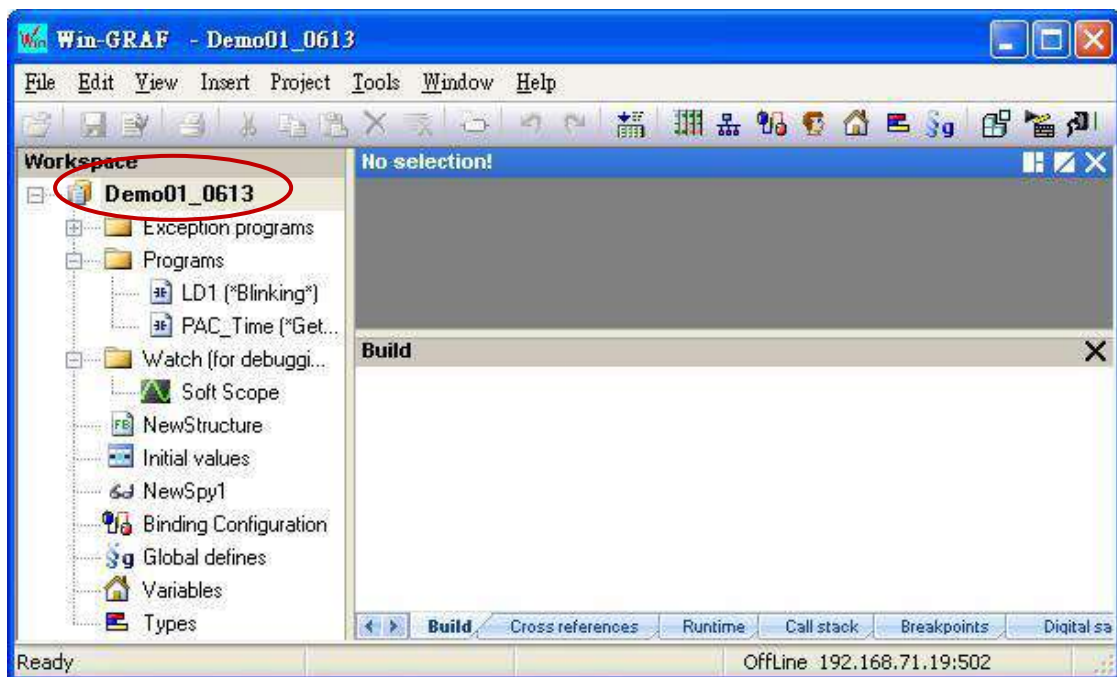 Win-GRAF - Demo01_0613
File Edit View Insert Project Tools Window Help
Workspace
No selection!
Demo01_0613
Exception programs
Programs
LD1 (*Blinking*)
PAC_Time (*Get...
Watch (for debuggi...
Soft Scope
NewStructure
Initial values
NewSpy1
Binding Configuration
Global defines
Variables
Types
Build
Build Cross references Runtime Call stack Breakpoints Digital sa
Ready
OffLine 192.168.71.19:502